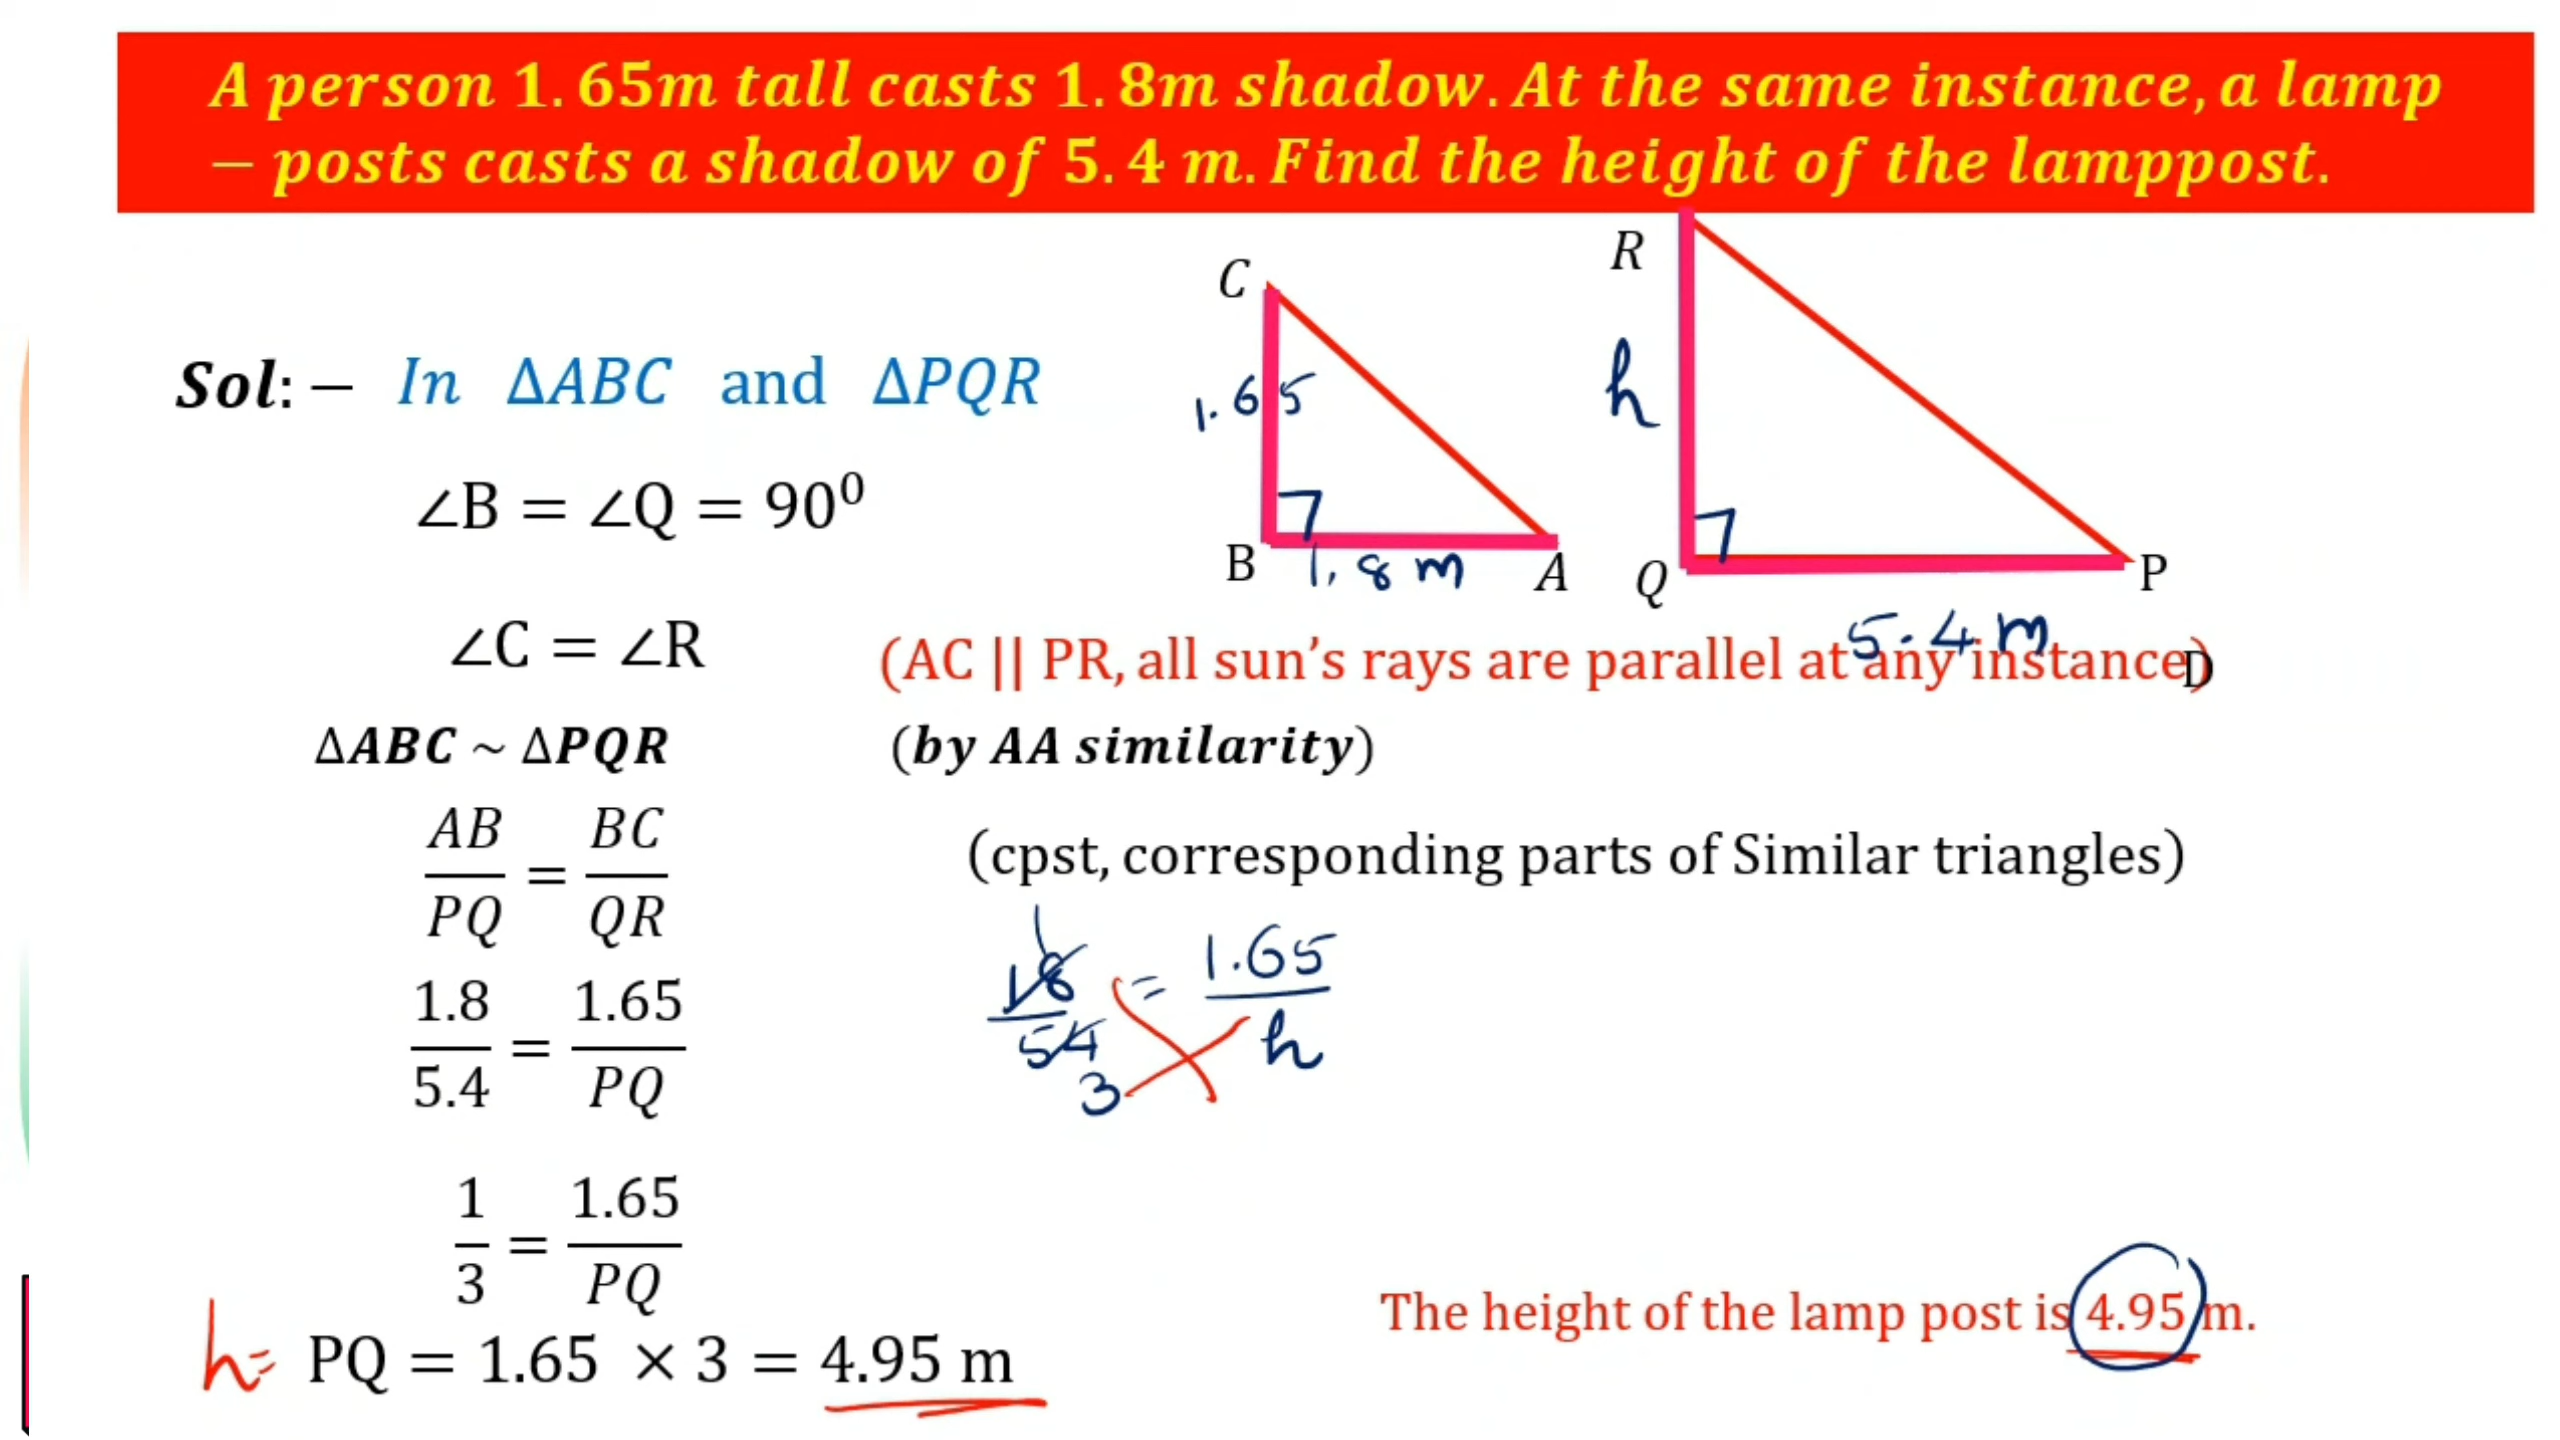 A person 1.65m tall casts 1.8m shadow. At the same instance, a lamp
– posts casts a shadow of 5.4 m. Find the height of the lamppost.
Sol: – In ΔABC and ΔPQR
C
R
1.65
h
B
1.8 m
A
Q
P
5.4 m
∠B = ∠Q = 90⁰
∠C = ∠R (AC || PR, all sun's rays are parallel at any instance)
D
ΔABC ~ ΔPQR (by AA similarity)
AB/PQ = BC/QR (cpst, corresponding parts of Similar triangles)
1.8/5.4 = 1.65/PQ
1
18/54 = 1.65/h
3
1/3 = 1.65/PQ
h= PQ = 1.65 × 3 = 4.95 m
The height of the lamp post is 4.95 m.